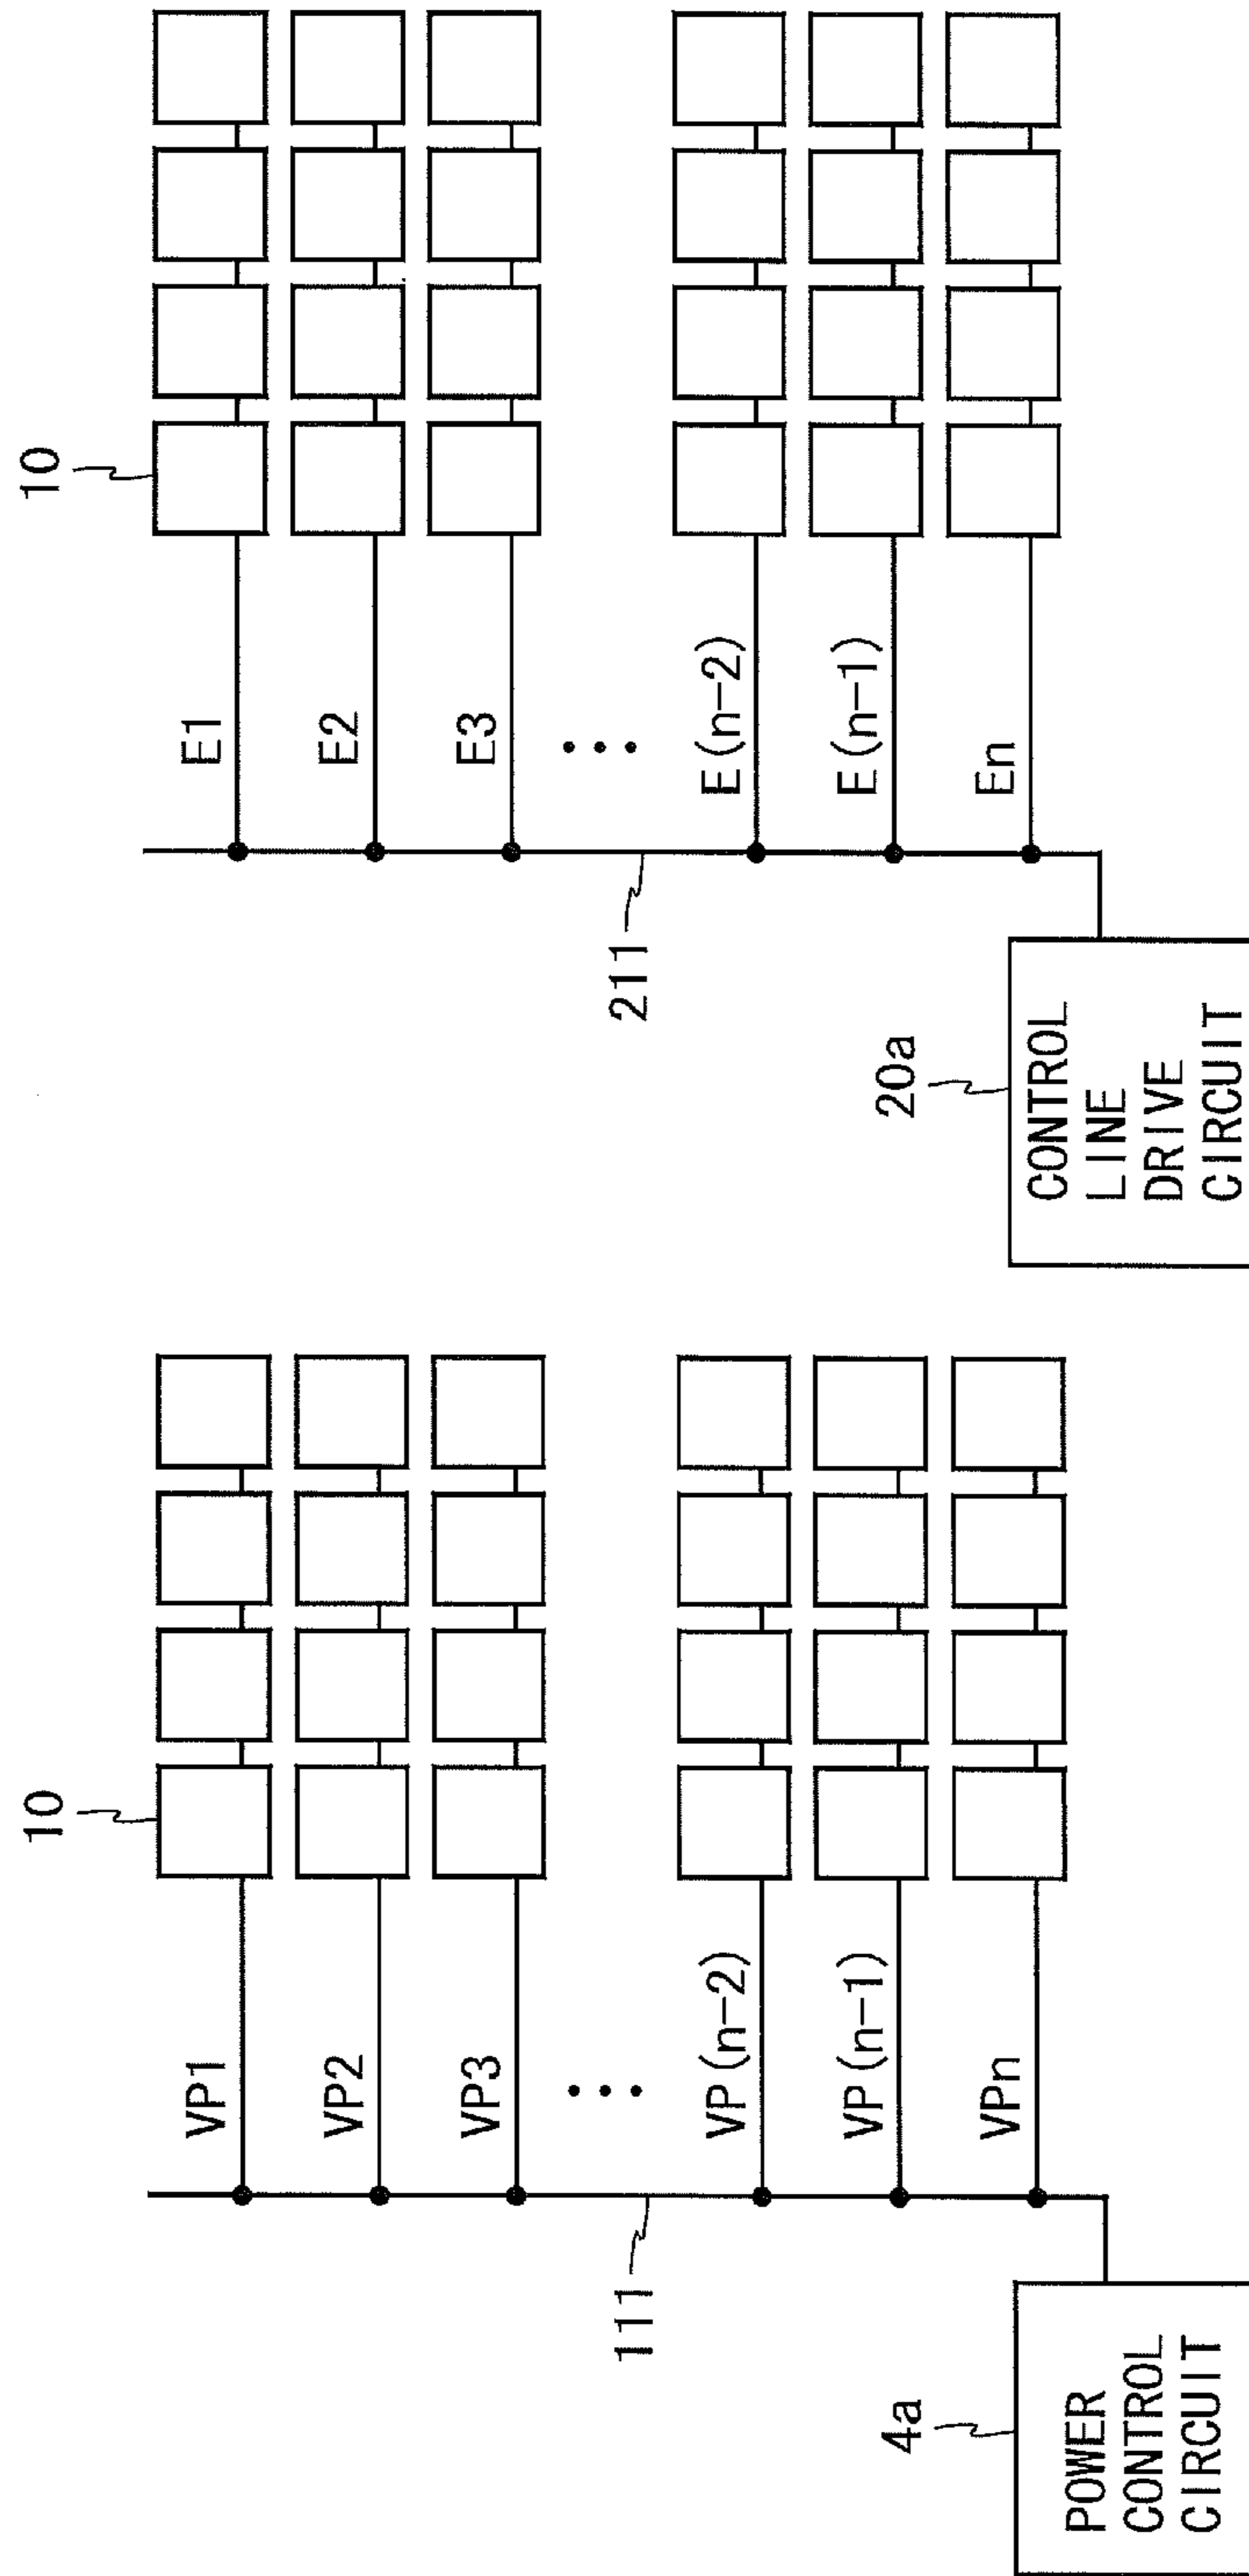 10
VP1
VP2
VP3
...
VP(n-2)
VP(n-1)
VPn
111
4a
POWER
CONTROL
CIRCUIT
10
E1
E2
E3
...
E(n-2)
E(n-1)
En
211
20a
CONTROL
LINE
DRIVE
CIRCUIT